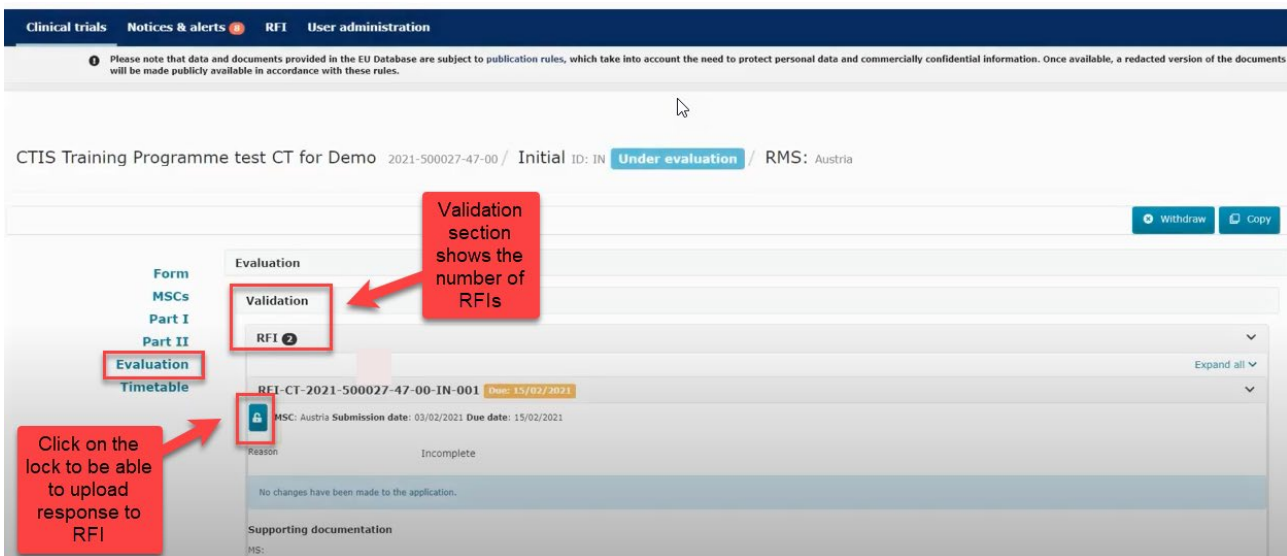 Clinical trials Notices & alerts 8 RFI User administration
Please note that data and documents provided in the EU Database are subject to publication rules, which take into account the need to protect personal data and commercially confidential information. Once available, a redacted version of the documents
will be made publicly available in accordance with these rules.
CTIS Training Programme test CT for Demo 2021-500027-47-00 / Initial ID: IN Under evaluation / RMS: Austria
Withdraw Copy
Validation
section
shows the
number of
RFIs
Form
MSCs
Part I
Part II
Evaluation
Timetable
Evaluation
Validation
RFI 2
Expand all
RFI-CT-2021-500027-47-00-IN-001 Due: 15/02/2021
MSC: Austria Submission date: 03/02/2021 Due date: 15/02/2021
Reason Incomplete
No changes have been made to the application.
Supporting documentation
MS:
Click on the
lock to be able
to upload
response to
RFI